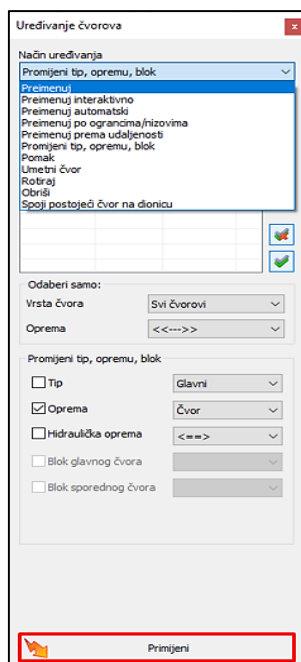 Uređivanje čvorova
Način uređivanja
Promijeni tip, opremu, blok
Preimenuj
Preimenuj interaktivno
Preimenuj automatski
Preimenuj po ograncima/nizovima
Preimenuj prema udaljenosti
Promijeni tip, opremu, blok
Pomak
Umetni čvor
Rotiraj
Obriši
Spoji postojeći čvor na dionicu
Odaberi samo:
Vrsta čvora Svi čvorovi
Oprema <<--->>
Promijeni tip, opremu, blok
Tip Glavni
Oprema Čvor
Hidraulička oprema <==>
Blok glavnog čvora
Blok sporednog čvora
Primijeni